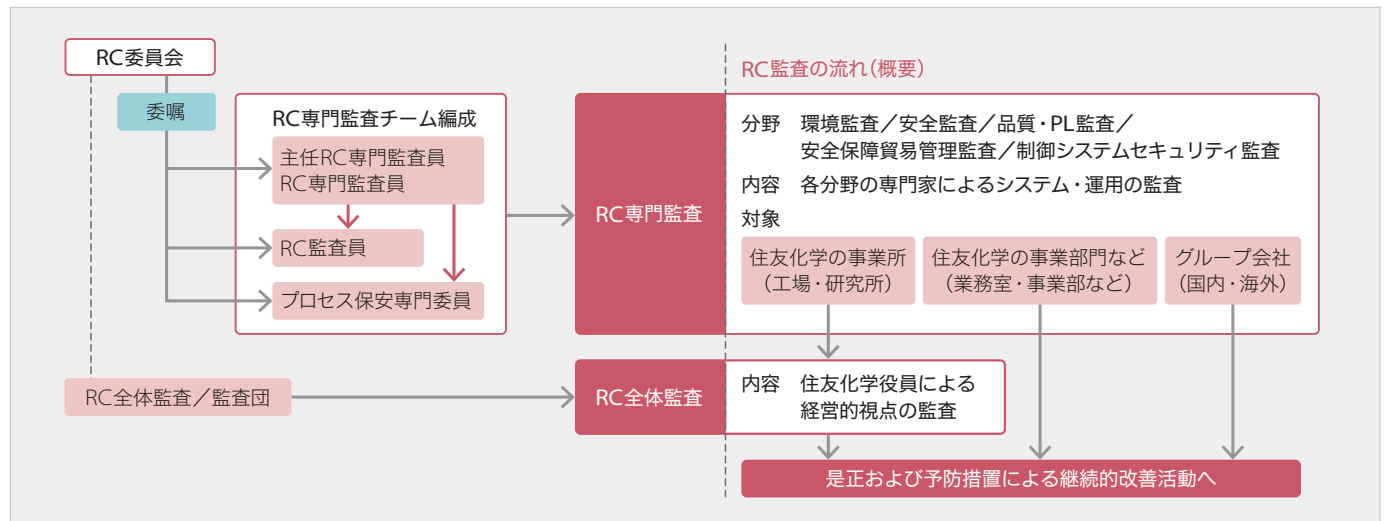 RC委員会
委嘱
RC専門監査チーム編成
主任RC専門監査員
RC専門監査員
RC監査員
プロセス保安専門委員
RC全体監査／監査団
RC専門監査
RC全体監査
RC監査の流れ（概要）
分野 環境監査／安全監査／品質・PL監査／
安全保障貿易管理監査／制御システムセキュリティ監査
内容 各分野の専門家によるシステム・運用の監査
対象
住友化学の事業所
（工場・研究所）
住友化学の事業部門など
（業務室・事業部など）
グループ会社
（国内・海外）
内容 住友化学役員による
経営的視点の監査
是正および予防措置による継続的改善活動へ